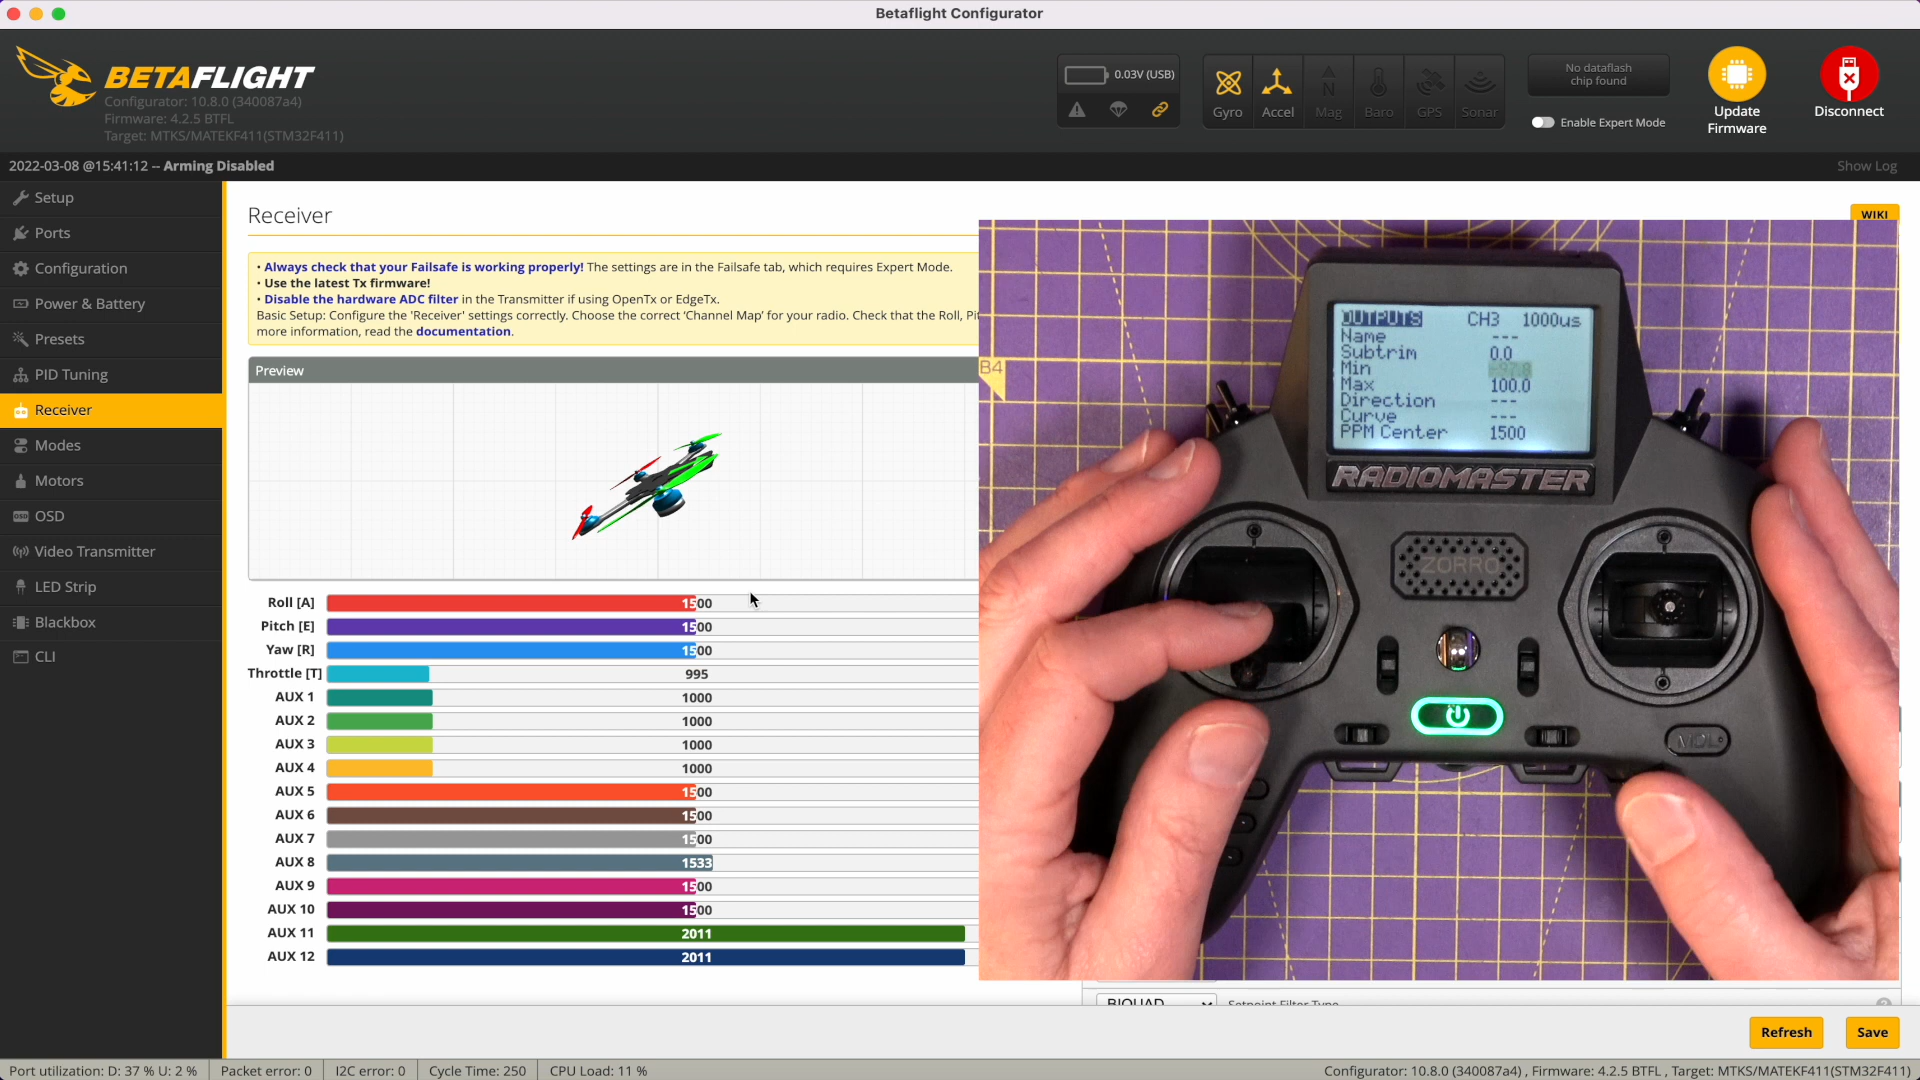 Betaflight Configurator
BETAFLIGHT
Configurator: 10.8.0 (340087a4)
Firmware: 4.2.5 BTFL
Target: MTKS/MATEKF411(STM32F411)
0.03V (USB)
Gyro
Accel
Mag
Baro
GPS
Sonar
No dataflash
chip found
Enable Expert Mode
Update
Firmware
Disconnect
2022-03-08 @15:41:12 -- Arming Disabled
Show Log
Setup
Ports
Configuration
Power & Battery
Presets
PID Tuning
Receiver
Modes
Motors
OSD
Video Transmitter
LED Strip
Blackbox
CLI
Receiver
WIKI
• Always check that your Failsafe is working properly! The settings are in the Failsafe tab, which requires Expert Mode.
• Use the latest Tx firmware!
• Disable the hardware ADC filter in the Transmitter if using OpenTx or EdgeTx.
Basic Setup: Configure the 'Receiver' settings correctly. Choose the correct 'Channel Map' for your radio. Check that the Roll, Pit
more information, read the documentation.
Preview
Roll [A] 1500
Pitch [E] 1500
Yaw [R] 1500
Throttle [T] 995
AUX 1 1000
AUX 2 1000
AUX 3 1000
AUX 4 1000
AUX 5 1500
AUX 6 1500
AUX 7 1500
AUX 8 1533
AUX 9 1500
AUX 10 1500
AUX 11 2011
AUX 12 2011
B4
OUTPUTS CH3 1000us
Name ---
Subtrim 0.0
Min -97.8
Max 100.0
Direction ---
Curve ---
PPM Center 1500
RADIOMASTER
ZORRO
MDL
BIQUAD Setpoint Filter Type
Refresh
Save
Port utilization: D: 37 % U: 2 %
Packet error: 0
I2C error: 0
Cycle Time: 250
CPU Load: 11 %
Configurator: 10.8.0 (340087a4) , Firmware: 4.2.5 BTFL , Target: MTKS/MATEKF411(STM32F411)